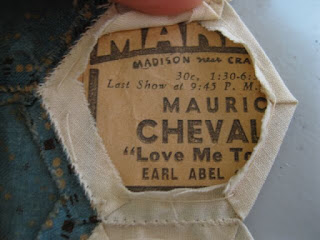 MARB
MADISON near CRA
30c, 1:30-6:
Last Show at 9:45 P. M.
MAURIC
CHEVAL
"Love Me To
EARL ABEL